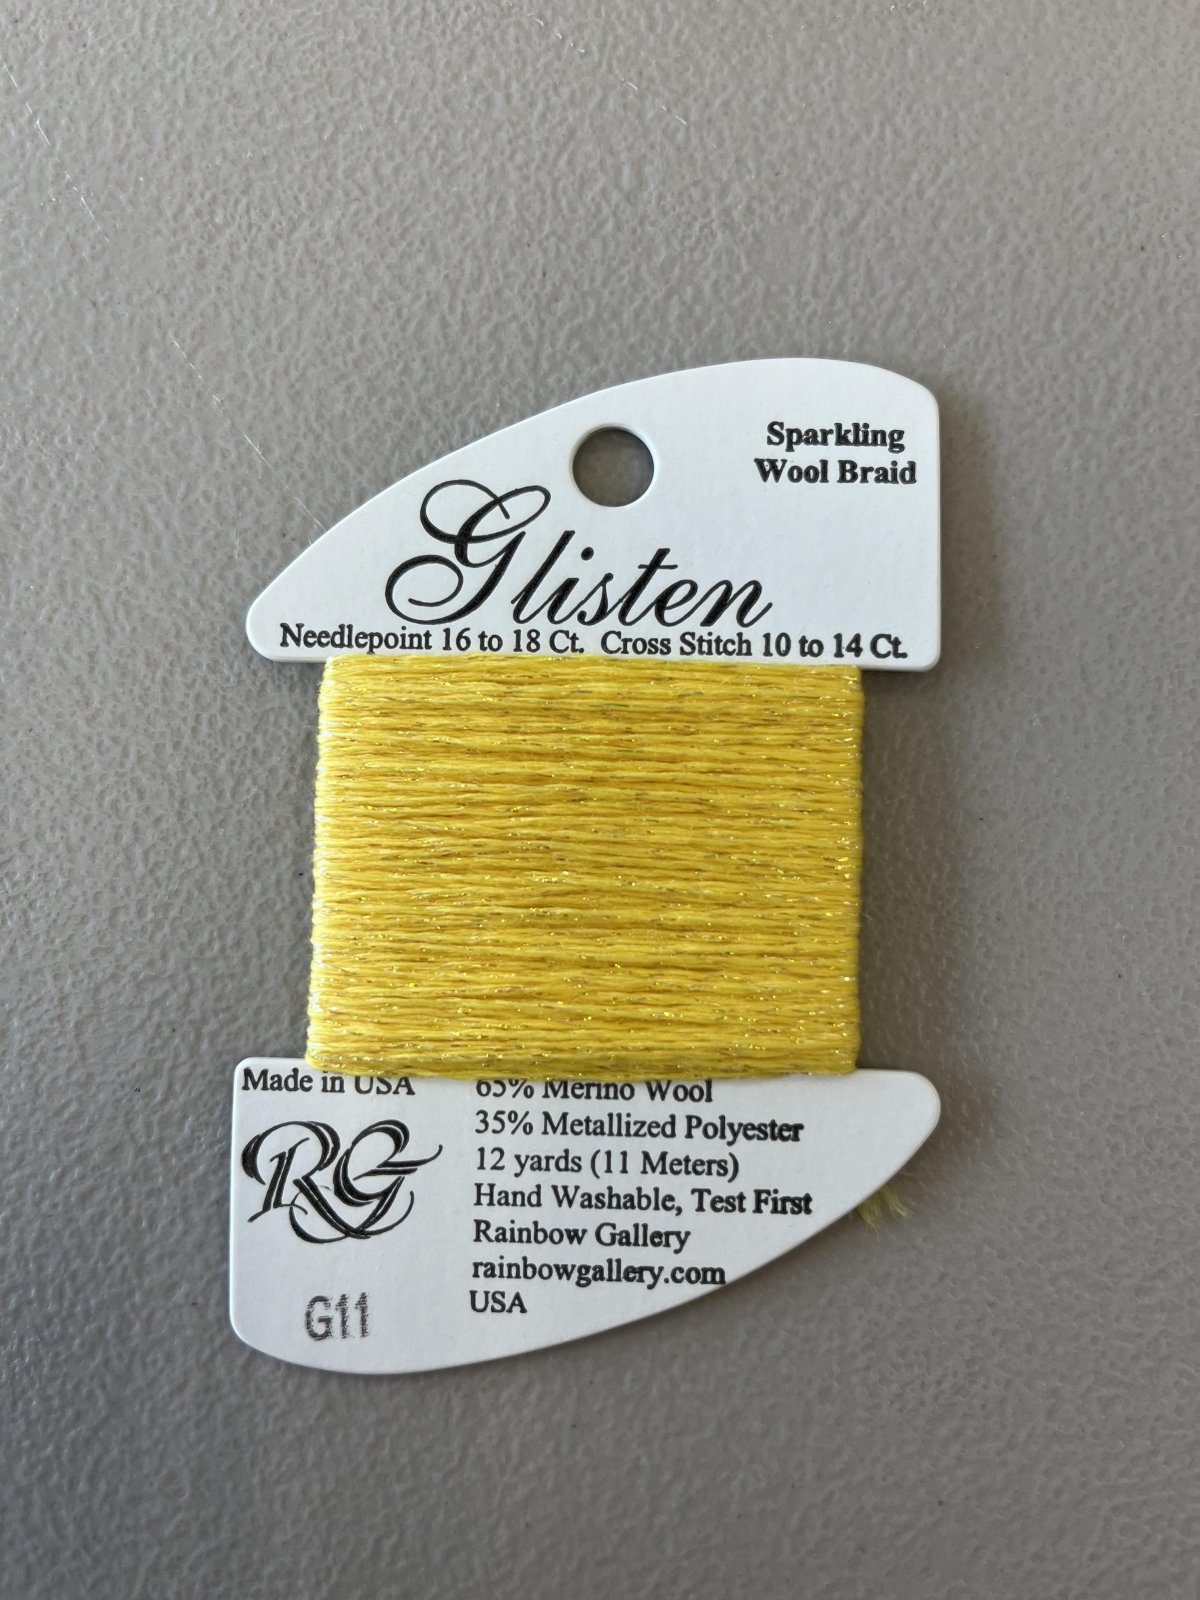 Sparkling
Wool Braid
Glisten
Needlepoint 16 to 18 Ct. Cross Stitch 10 to 14 Ct.
Made in USA
65% Merino Wool
35% Metallized Polyester
12 yards (11 Meters)
Hand Washable, Test First
Rainbow Gallery
rainbowgallery.com
USA
RG
G11